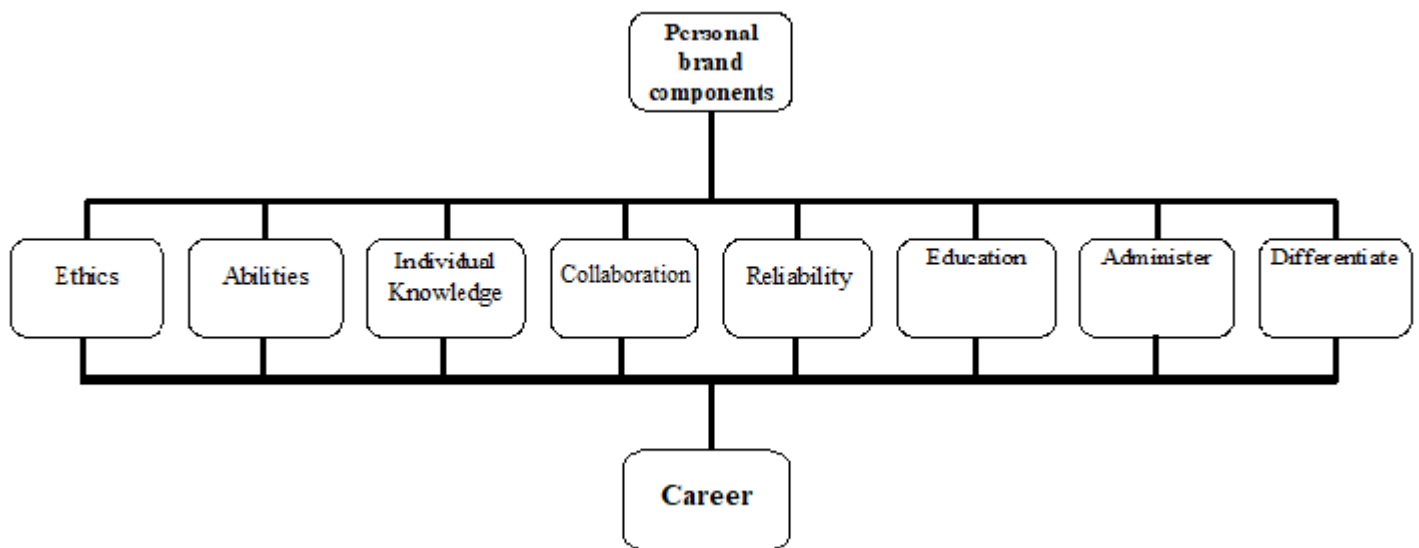 Personal
brand
components
Ethics
Abilities
Individual
Knowledge
Collaboration
Reliability
Education
Administer
Differentiate
Career